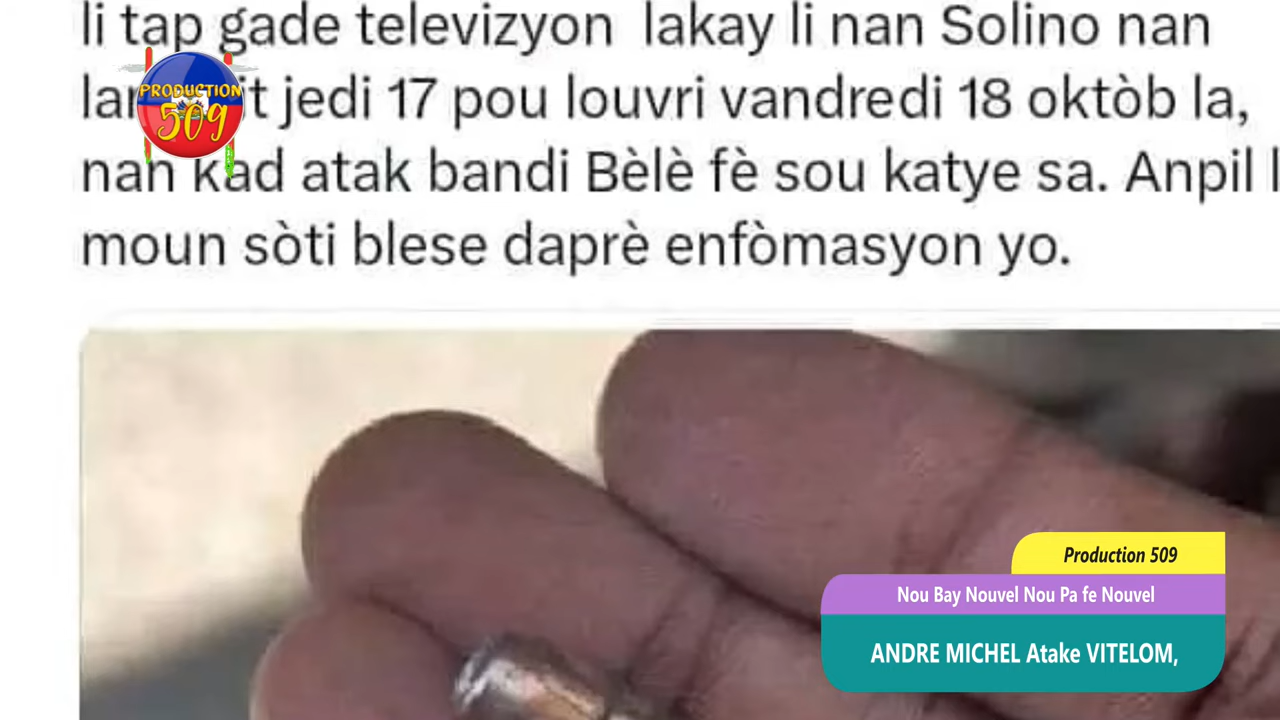 li tap gade televizyon lakay li nan Solino nan
jedi 17 pou louvri vandredi 18 oktòb la,
nan kad atak bandi Bèlè fè sou katye sa. Anpil
moun sòti blese daprè enfòmasyon yo.
PRODUCTION
509
Production 509
Nou Bay Nouvel Nou Pa fe Nouvel
ANDRE MICHEL Atake VITELOM,